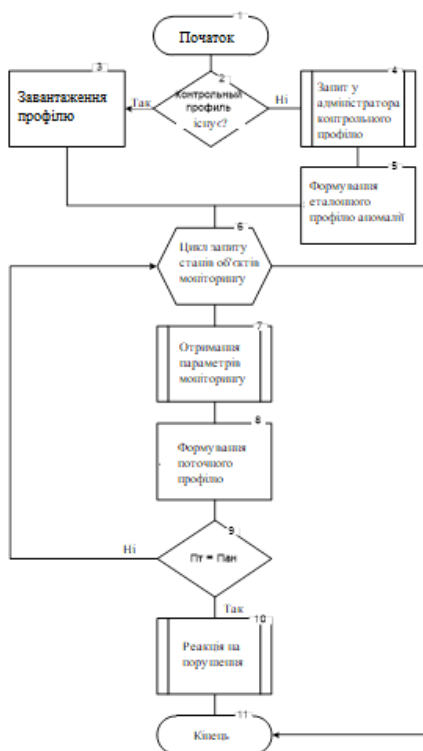 1
Початок
2
контрольный
профиль
існує?
Так
Ні
3
Завантаження
профілю
4
Запит у
адміністратора
контрольного
профілю
5
Формування
еталонного
профілю аномалії
6
Цикл запиту
станів об'єктів
моніторингу
7
Отримання
параметрів
моніторингу
8
Формування
поточного
профілю
9
Пт = Пан
Ні
Так
10
Реакція на
порушення
11
Кінець